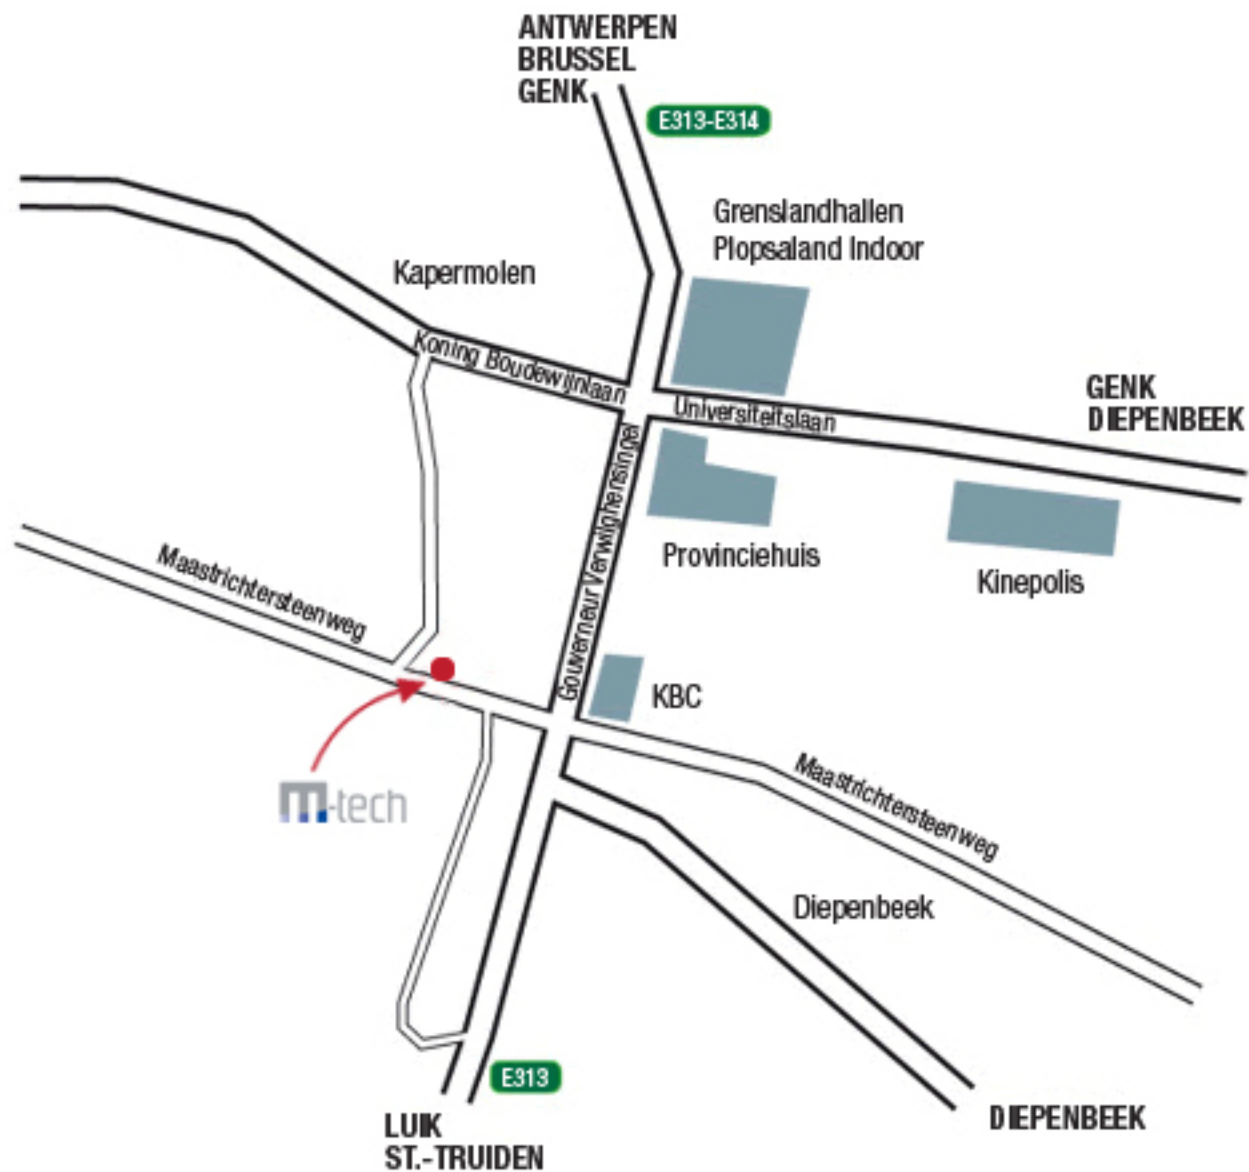 ANTWERPEN
BRUSSEL
GENK
E313-E314
Grenslandhallen
Plopsaland Indoor
Kapermolen
Koning Boudewijnlaan
Universiteitslaan
GENK
DIEPENBEEK
Gouverneur Verwilghensingel
Provinciehuis
Kinepolis
Maastrichtersteenweg
KBC
m-tech
Maastrichtersteenweg
Diepenbeek
E313
LUIK
ST.-TRUIDEN
DIEPENBEEK